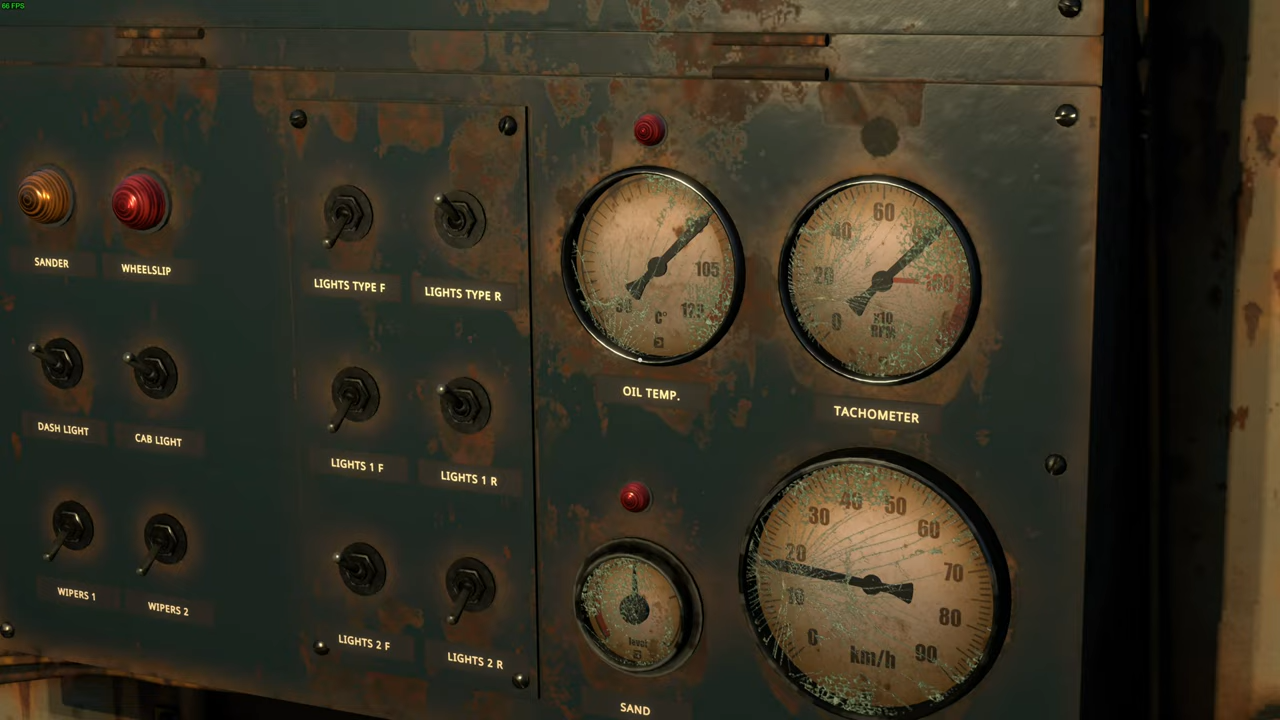 66 FPS
SANDER
WHEELSLIP
LIGHTS TYPE F
LIGHTS TYPE R
105
C°
60
40
20
100
0
x10
RPM
OIL TEMP.
TACHOMETER
DASH LIGHT
CAB LIGHT
LIGHTS 1 F
LIGHTS 1 R
40
50
30
60
20
70
10
80
0
90
km/h
WIPERS 1
WIPERS 2
LIGHTS 2 F
LIGHTS 2 R
level
SAND